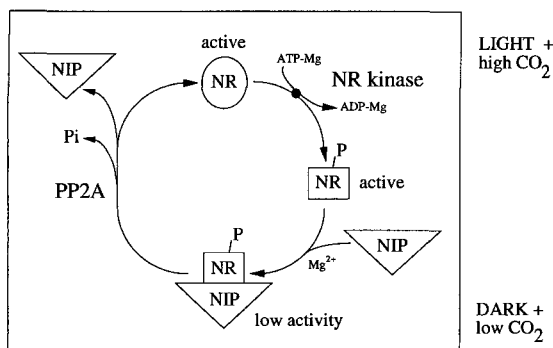 active
NR
NIP
ATP-Mg
NR kinase
ADP-Mg
LIGHT +
high CO2
Pi
P
NR
active
PP2A
P
NR
NIP
Mg2+
NIP
low activity
DARK +
low CO2